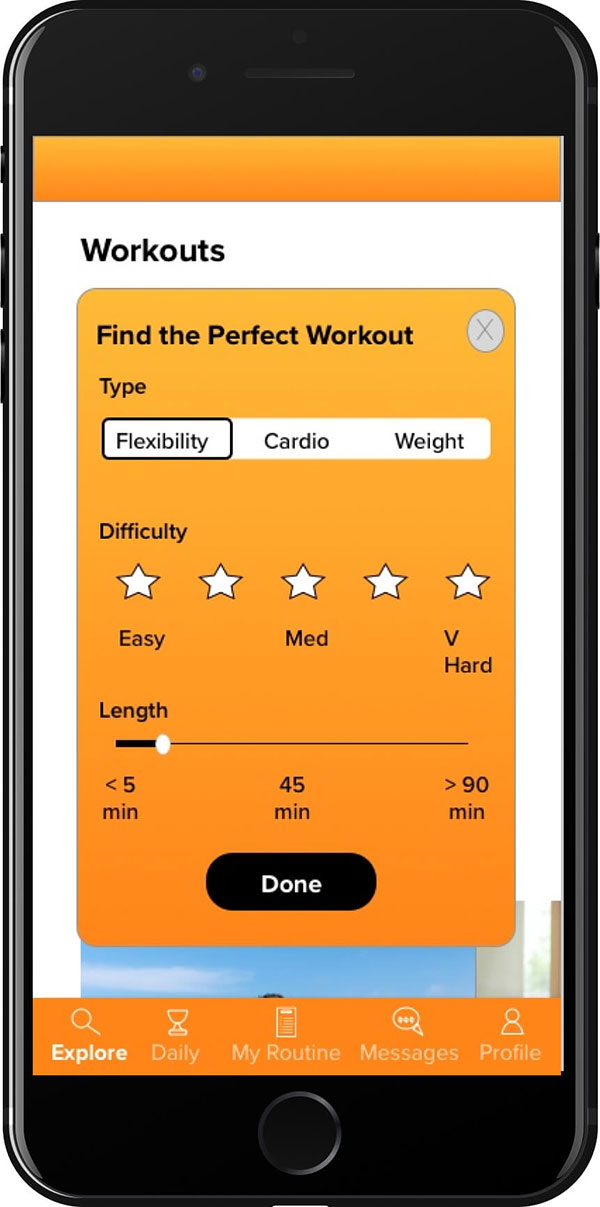 Workouts
Find the Perfect Workout
X
Type
Flexibility Cardio Weight
Difficulty
Easy Med V
Hard
Length
< 5 45 > 90
min min min
Done
Explore Daily My Routine Messages Profile